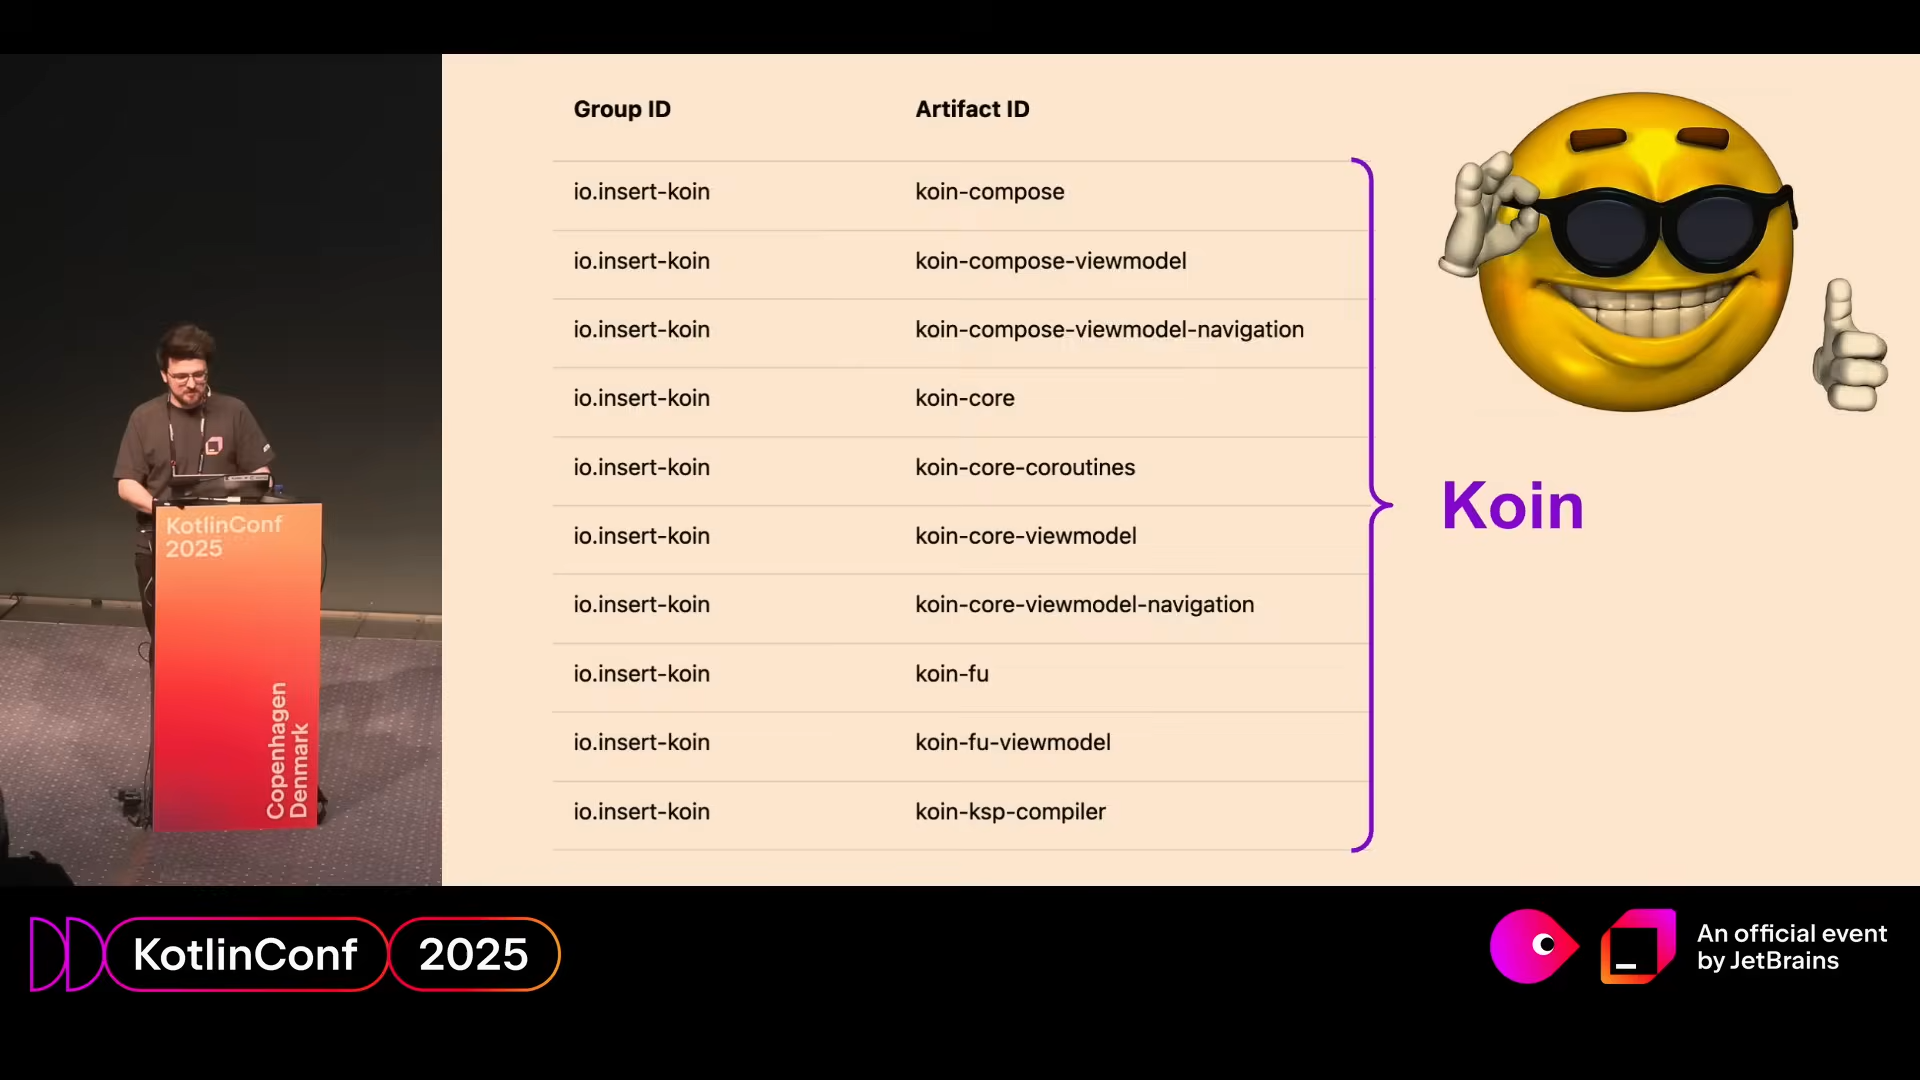 Group ID Artifact ID
io.insert-koin koin-compose
io.insert-koin koin-compose-viewmodel
io.insert-koin koin-compose-viewmodel-navigation
io.insert-koin koin-core
io.insert-koin koin-core-coroutines
io.insert-koin koin-core-viewmodel
io.insert-koin koin-core-viewmodel-navigation
io.insert-koin koin-fu
io.insert-koin koin-fu-viewmodel
io.insert-koin koin-ksp-compiler
Koin
KotlinConf
2025
Copenhagen
Denmark
KotlinConf 2025
An official event
by JetBrains